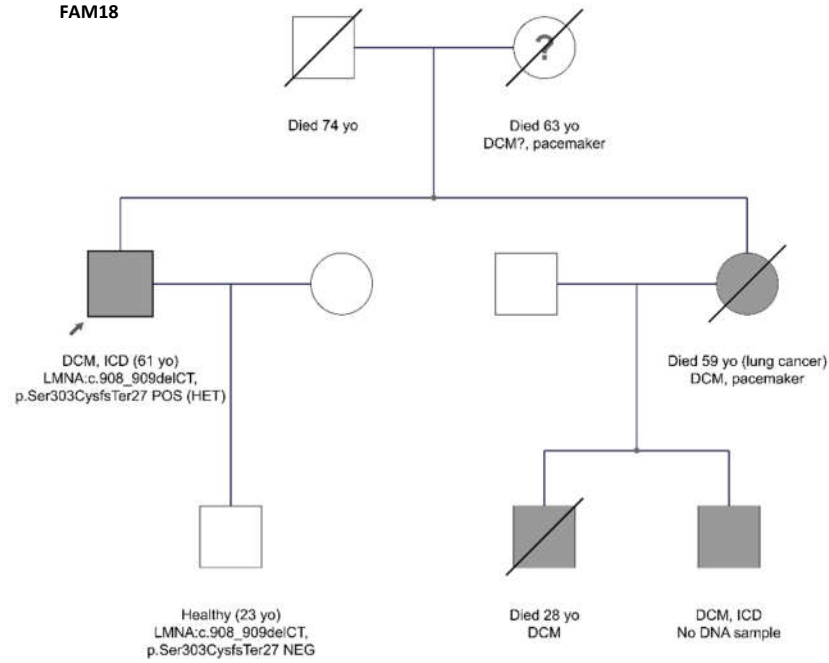 FAM18
?
Died 74 yo
Died 63 yo
DCM?, pacemaker
DCM, ICD (61 yo)
LMNA:c.908_909delCT,
p.Ser303CysfsTer27 POS (HET)
Died 59 yo (lung cancer)
DCM, pacemaker
Healthy (23 yo)
LMNA:c.908_909delCT,
p.Ser303CysfsTer27 NEG
Died 28 yo
DCM
DCM, ICD
No DNA sample